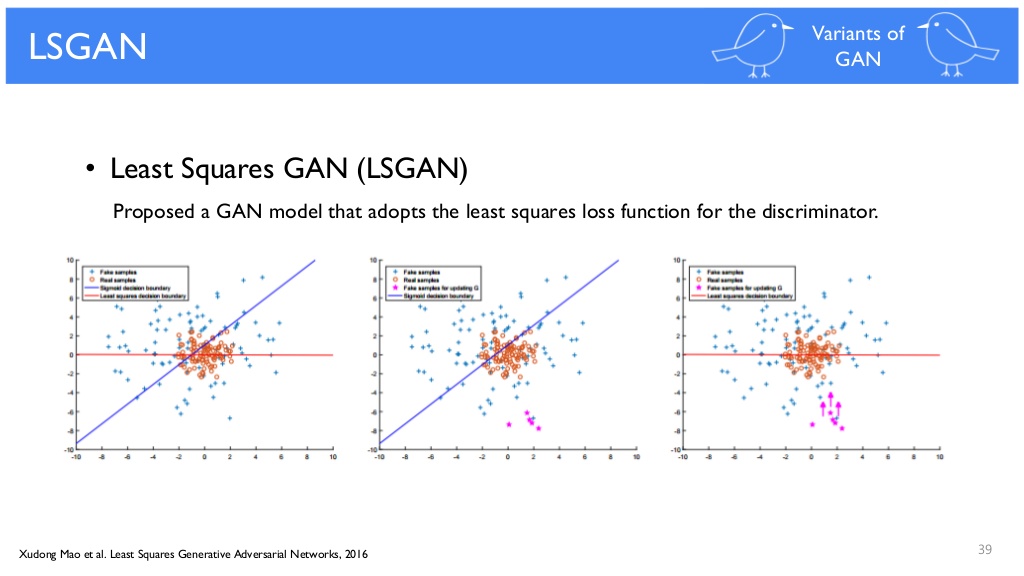 LSGAN
Variants of
GAN
• Least Squares GAN (LSGAN)
Proposed a GAN model that adopts the least squares loss function for the discriminator.
Fake samples
Real samples
Sigmoid decision boundary
Least squares decision boundary
10
8
6
4
2
0
-2
-4
-6
-8
-10
-10 -8 -6 -4 -2 0 2 4 6 8 10
Fake samples
Real samples
Fake samples for updating G
Sigmoid decision boundary
10
8
6
4
2
0
-2
-4
-6
-8
-10
-10 -8 -6 -4 -2 0 2 4 6 8 10
Fake samples
Real samples
Fake samples for updating G
Least squares decision boundary
10
8
6
4
2
0
-2
-4
-6
-8
-10
-10 -8 -6 -4 -2 0 2 4 6 8 10
Xudong Mao et al. Least Squares Generative Adversarial Networks, 2016
39